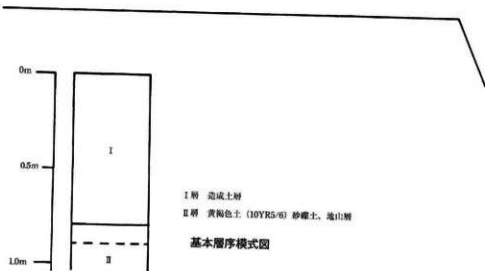 0m
I
0.5m
I層 造成土層
II層 黄褐色土 (10YR5/6) 砂礫土、地山層
基本層序模式図
II
1.0m